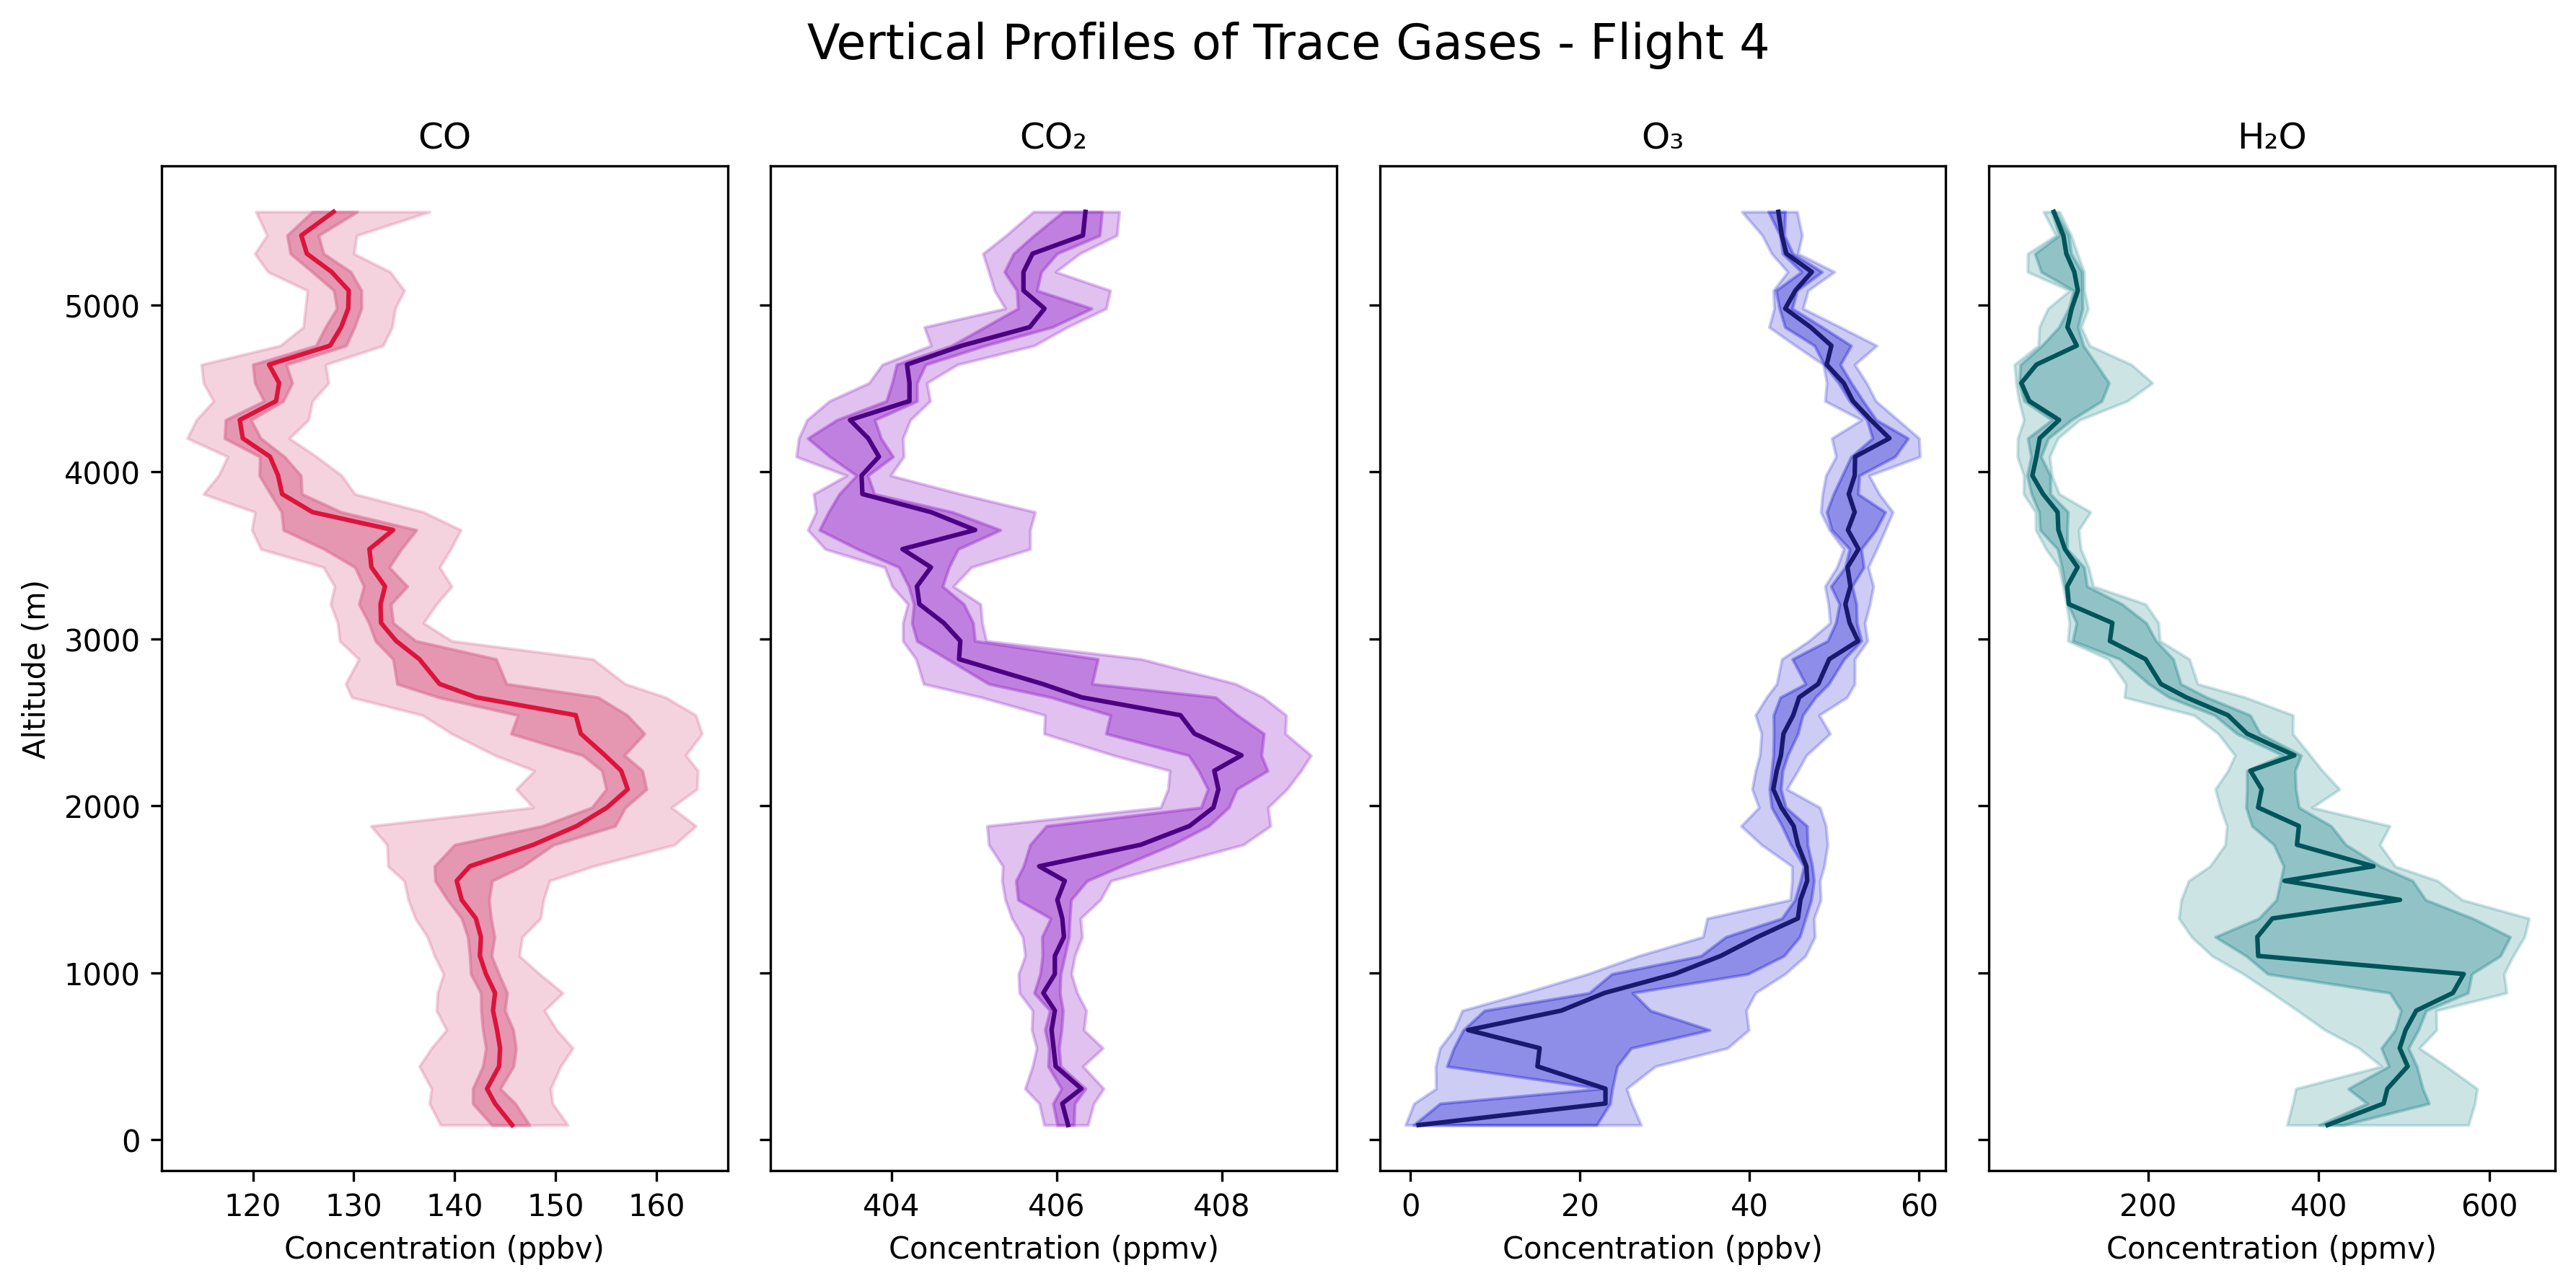 Vertical Profiles of Trace Gases - Flight 4
CO
CO₂
O₃
H₂O
Altitude (m)
5000
4000
3000
2000
1000
0
120 130 140 150 160
404 406 408
0 20 40 60
200 400 600
Concentration (ppbv)
Concentration (ppmv)
Concentration (ppbv)
Concentration (ppmv)